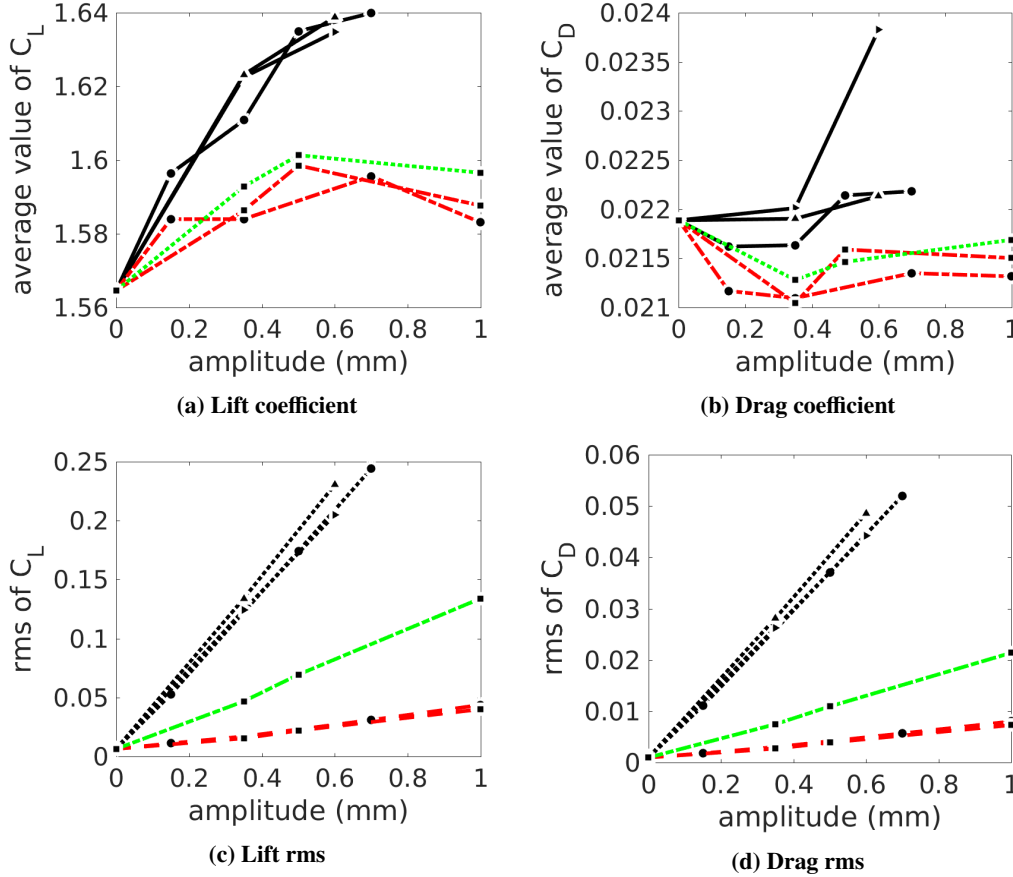 1.64
1.62
1.6
1.58
1.56
average value of C_L
0 0.2 0.4 0.6 0.8 1
amplitude (mm)
(a) Lift coefficient
0.024
0.0235
0.023
0.0225
0.022
0.0215
0.021
average value of C_D
0 0.2 0.4 0.6 0.8 1
amplitude (mm)
(b) Drag coefficient
0.25
0.2
0.15
0.1
0.05
0
rms of C_L
0 0.2 0.4 0.6 0.8 1
amplitude (mm)
(c) Lift rms
0.06
0.05
0.04
0.03
0.02
0.01
0
rms of C_D
0 0.2 0.4 0.6 0.8 1
amplitude (mm)
(d) Drag rms